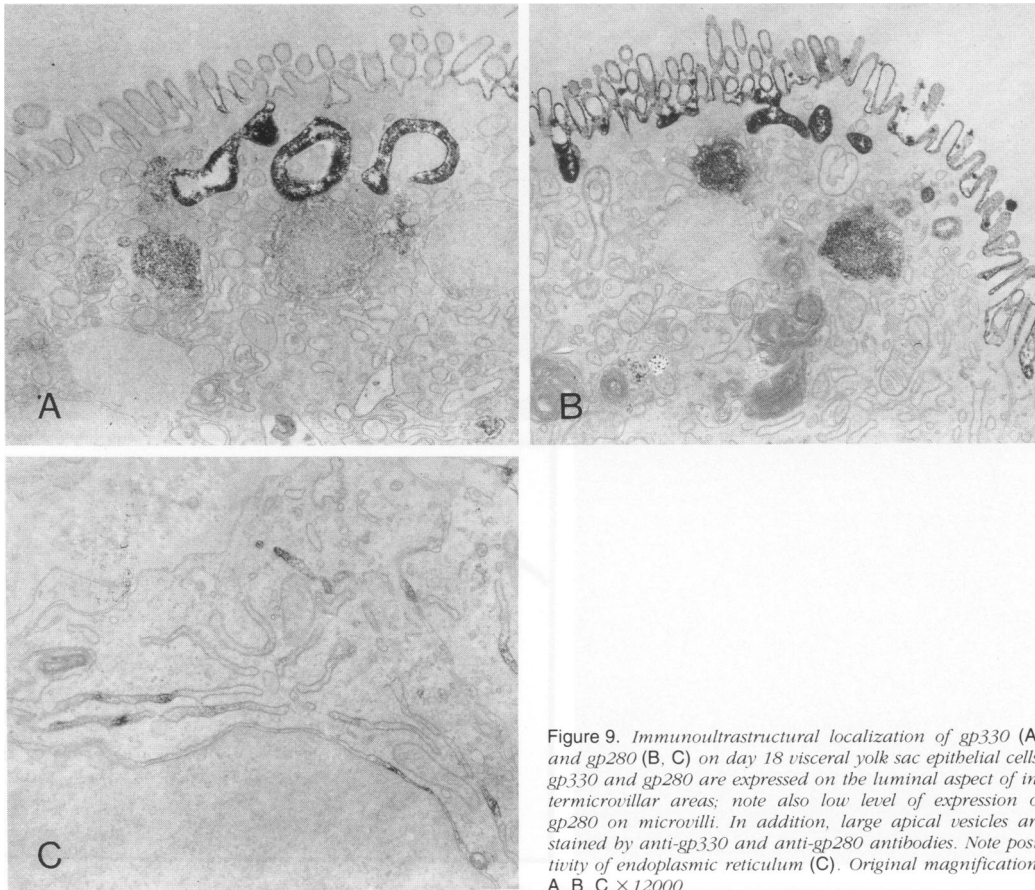 A
B
C
Figure 9. Immunoultrastructural localization of gp330 (A
and gp280 (B, C) on day 18 visceral yolk sac epithelial cells
gp330 and gp280 are expressed on the luminal aspect of in
termicrovillar areas; note also low level of expression o
gp280 on microvilli. In addition, large apical vesicles ar
stained by anti-gp330 and anti-gp280 antibodies. Note posi
tivity of endoplasmic reticulum (C). Original magnification
A, B, C × 12000